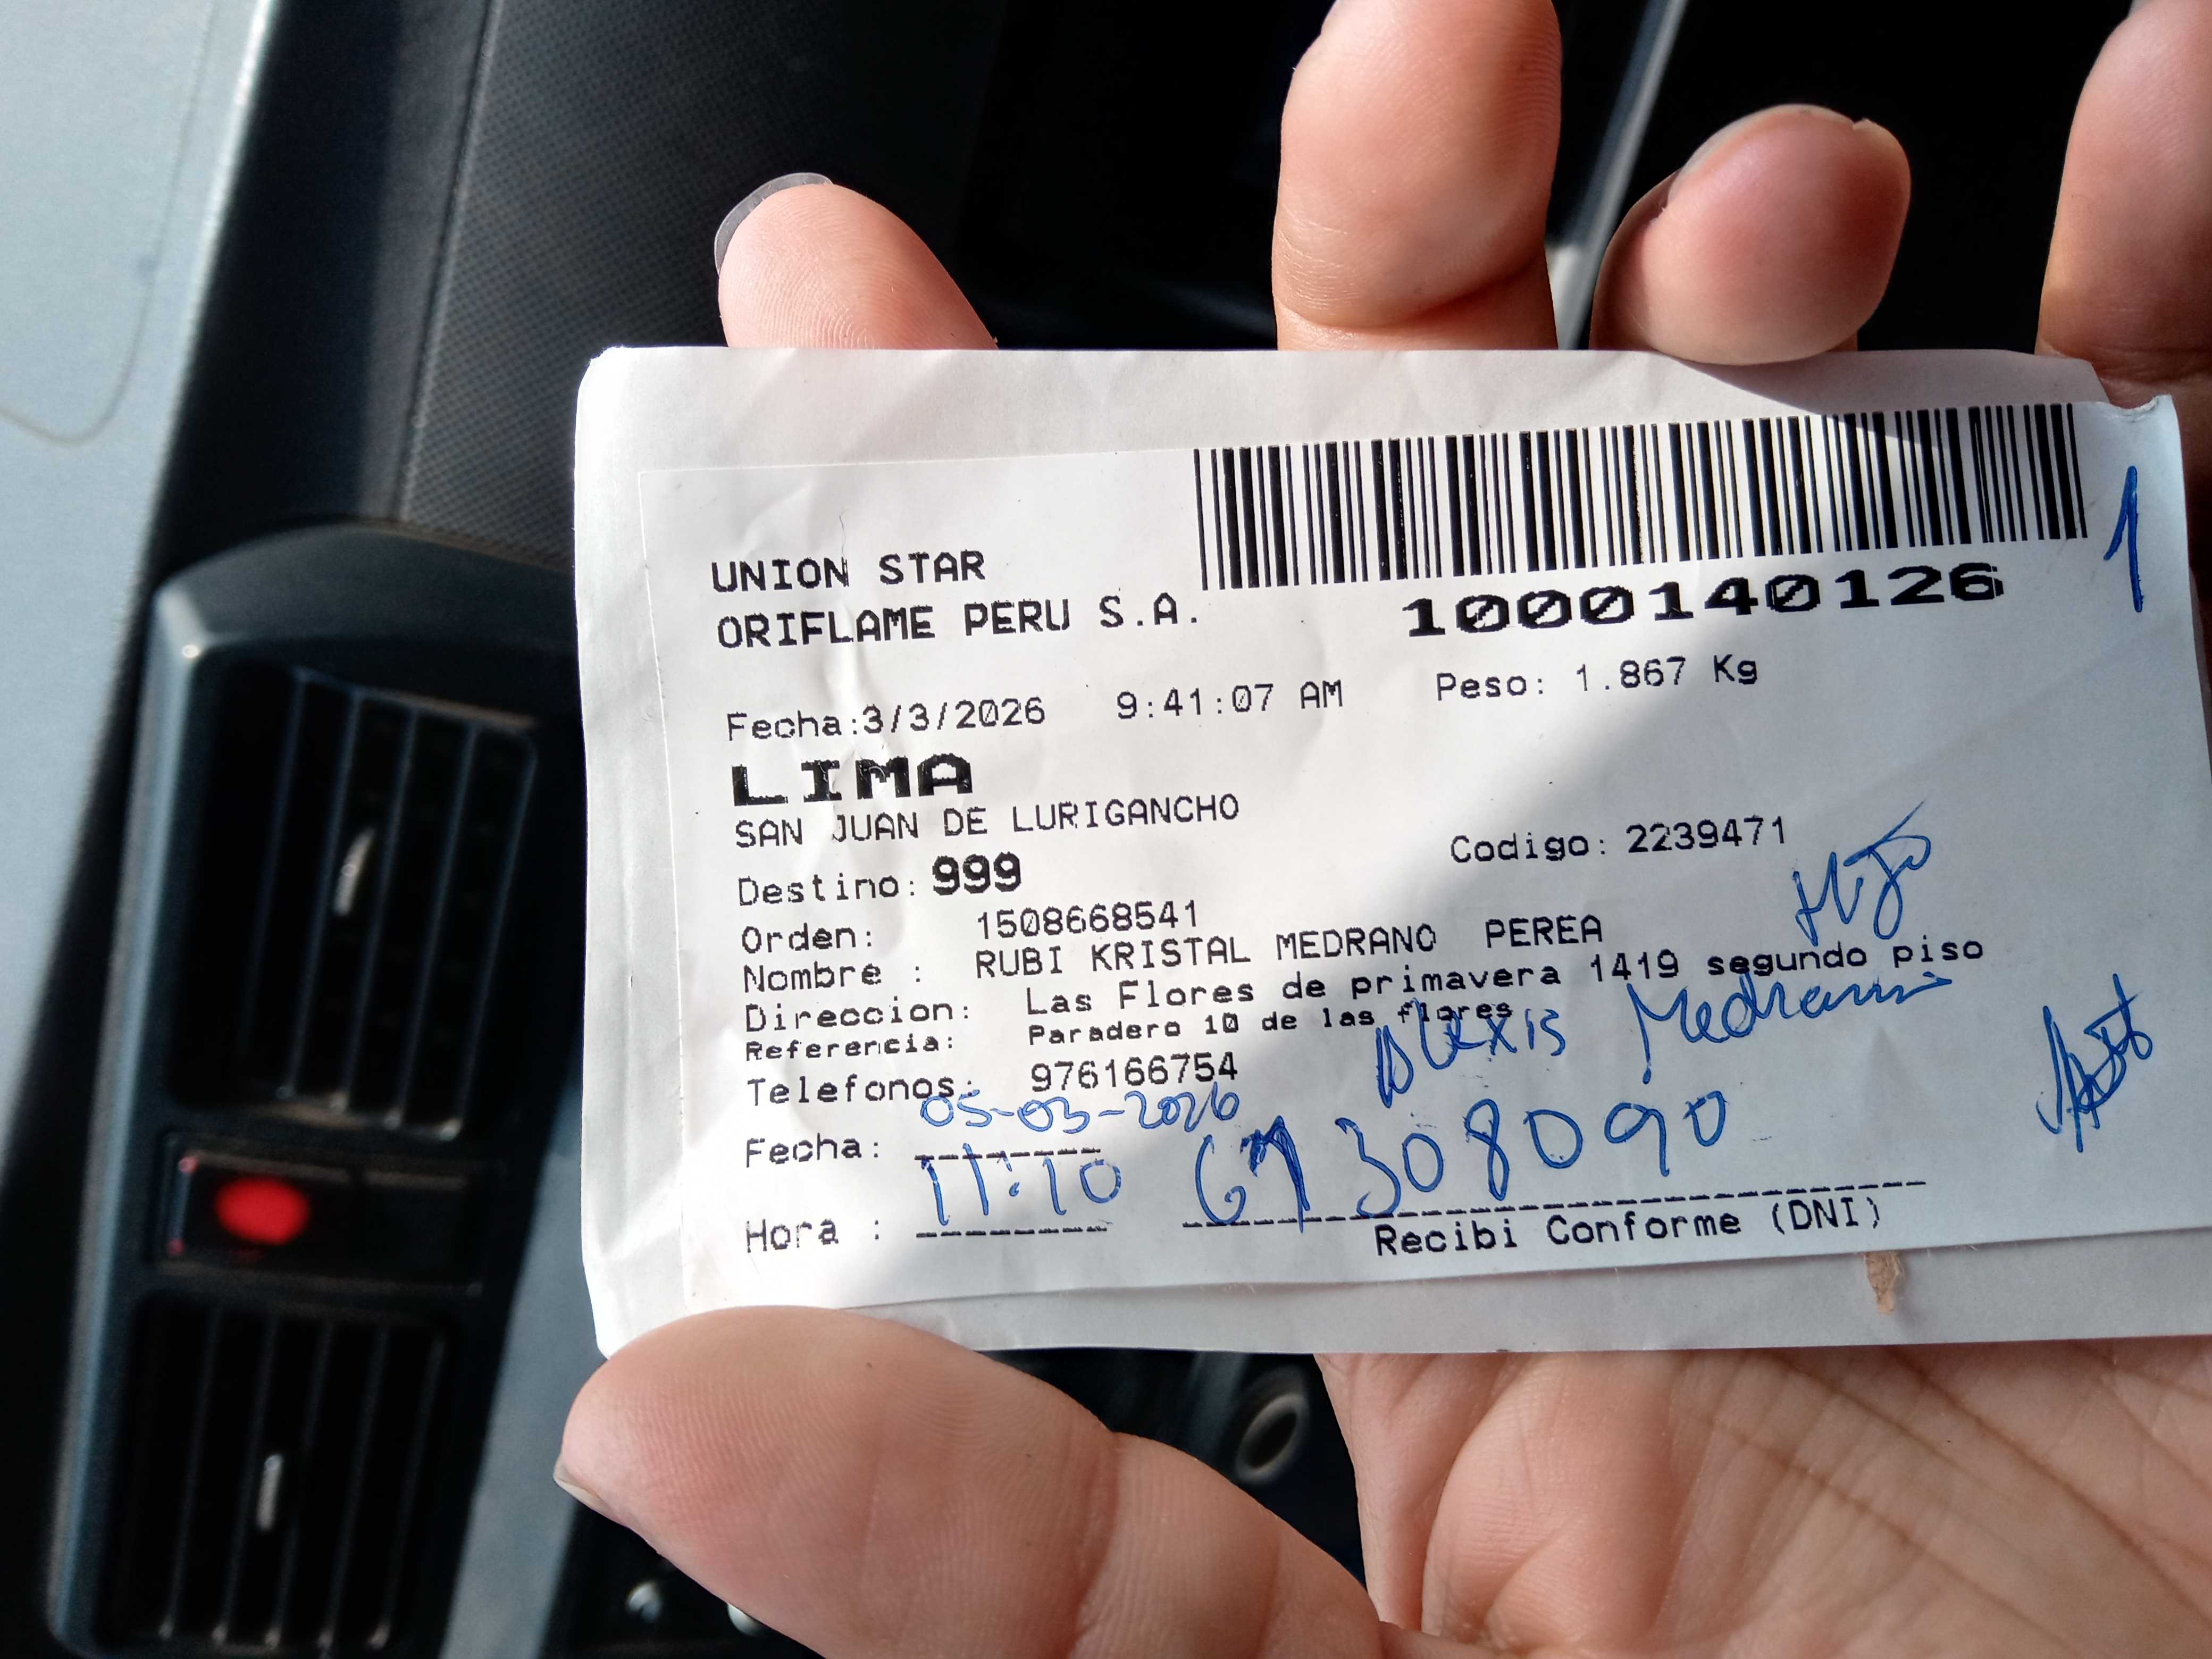 UNION STAR
ORIFLAME PERU S.A.
1000140126
1
Fecha:3/3/2026 9:41:07 AM Peso: 1.867 Kg
LIMA
SAN JUAN DE LURIGANCHO
Destino: 999 Codigo: 2239471
Orden: 1508668541
Hijo
Nombre : RUBI KRISTAL MEDRANO PEREA
Direccion: Las Flores de primavera 1419 segundo piso
Referencia: Paradero 10 de las flores
Alexis Medrano
Telefonos: 976166754
05-03-2026
Fecha: --------
11:10 308090
Hora : --------
Recibi Conforme (DNI)